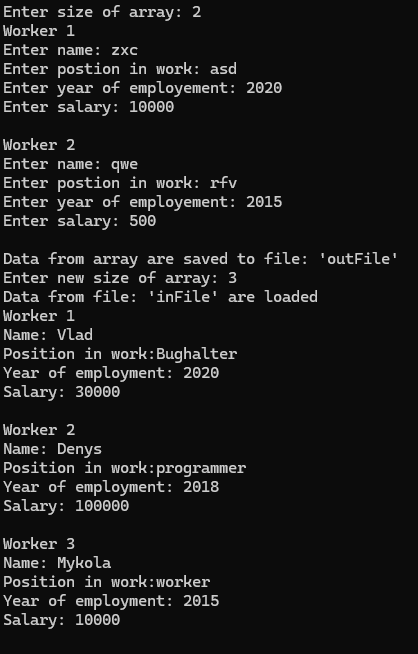 Enter size of array: 2
Worker 1
Enter name: zxc
Enter postion in work: asd
Enter year of employement: 2020
Enter salary: 10000
Worker 2
Enter name: qwe
Enter postion in work: rfv
Enter year of employement: 2015
Enter salary: 500
Data from array are saved to file: 'outFile'
Enter new size of array: 3
Data from file: 'inFile' are loaded
Worker 1
Name: Vlad
Position in work:Bughalter
Year of employment: 2020
Salary: 30000
Worker 2
Name: Denys
Position in work:programmer
Year of employment: 2018
Salary: 100000
Worker 3
Name: Mykola
Position in work:worker
Year of employment: 2015
Salary: 10000